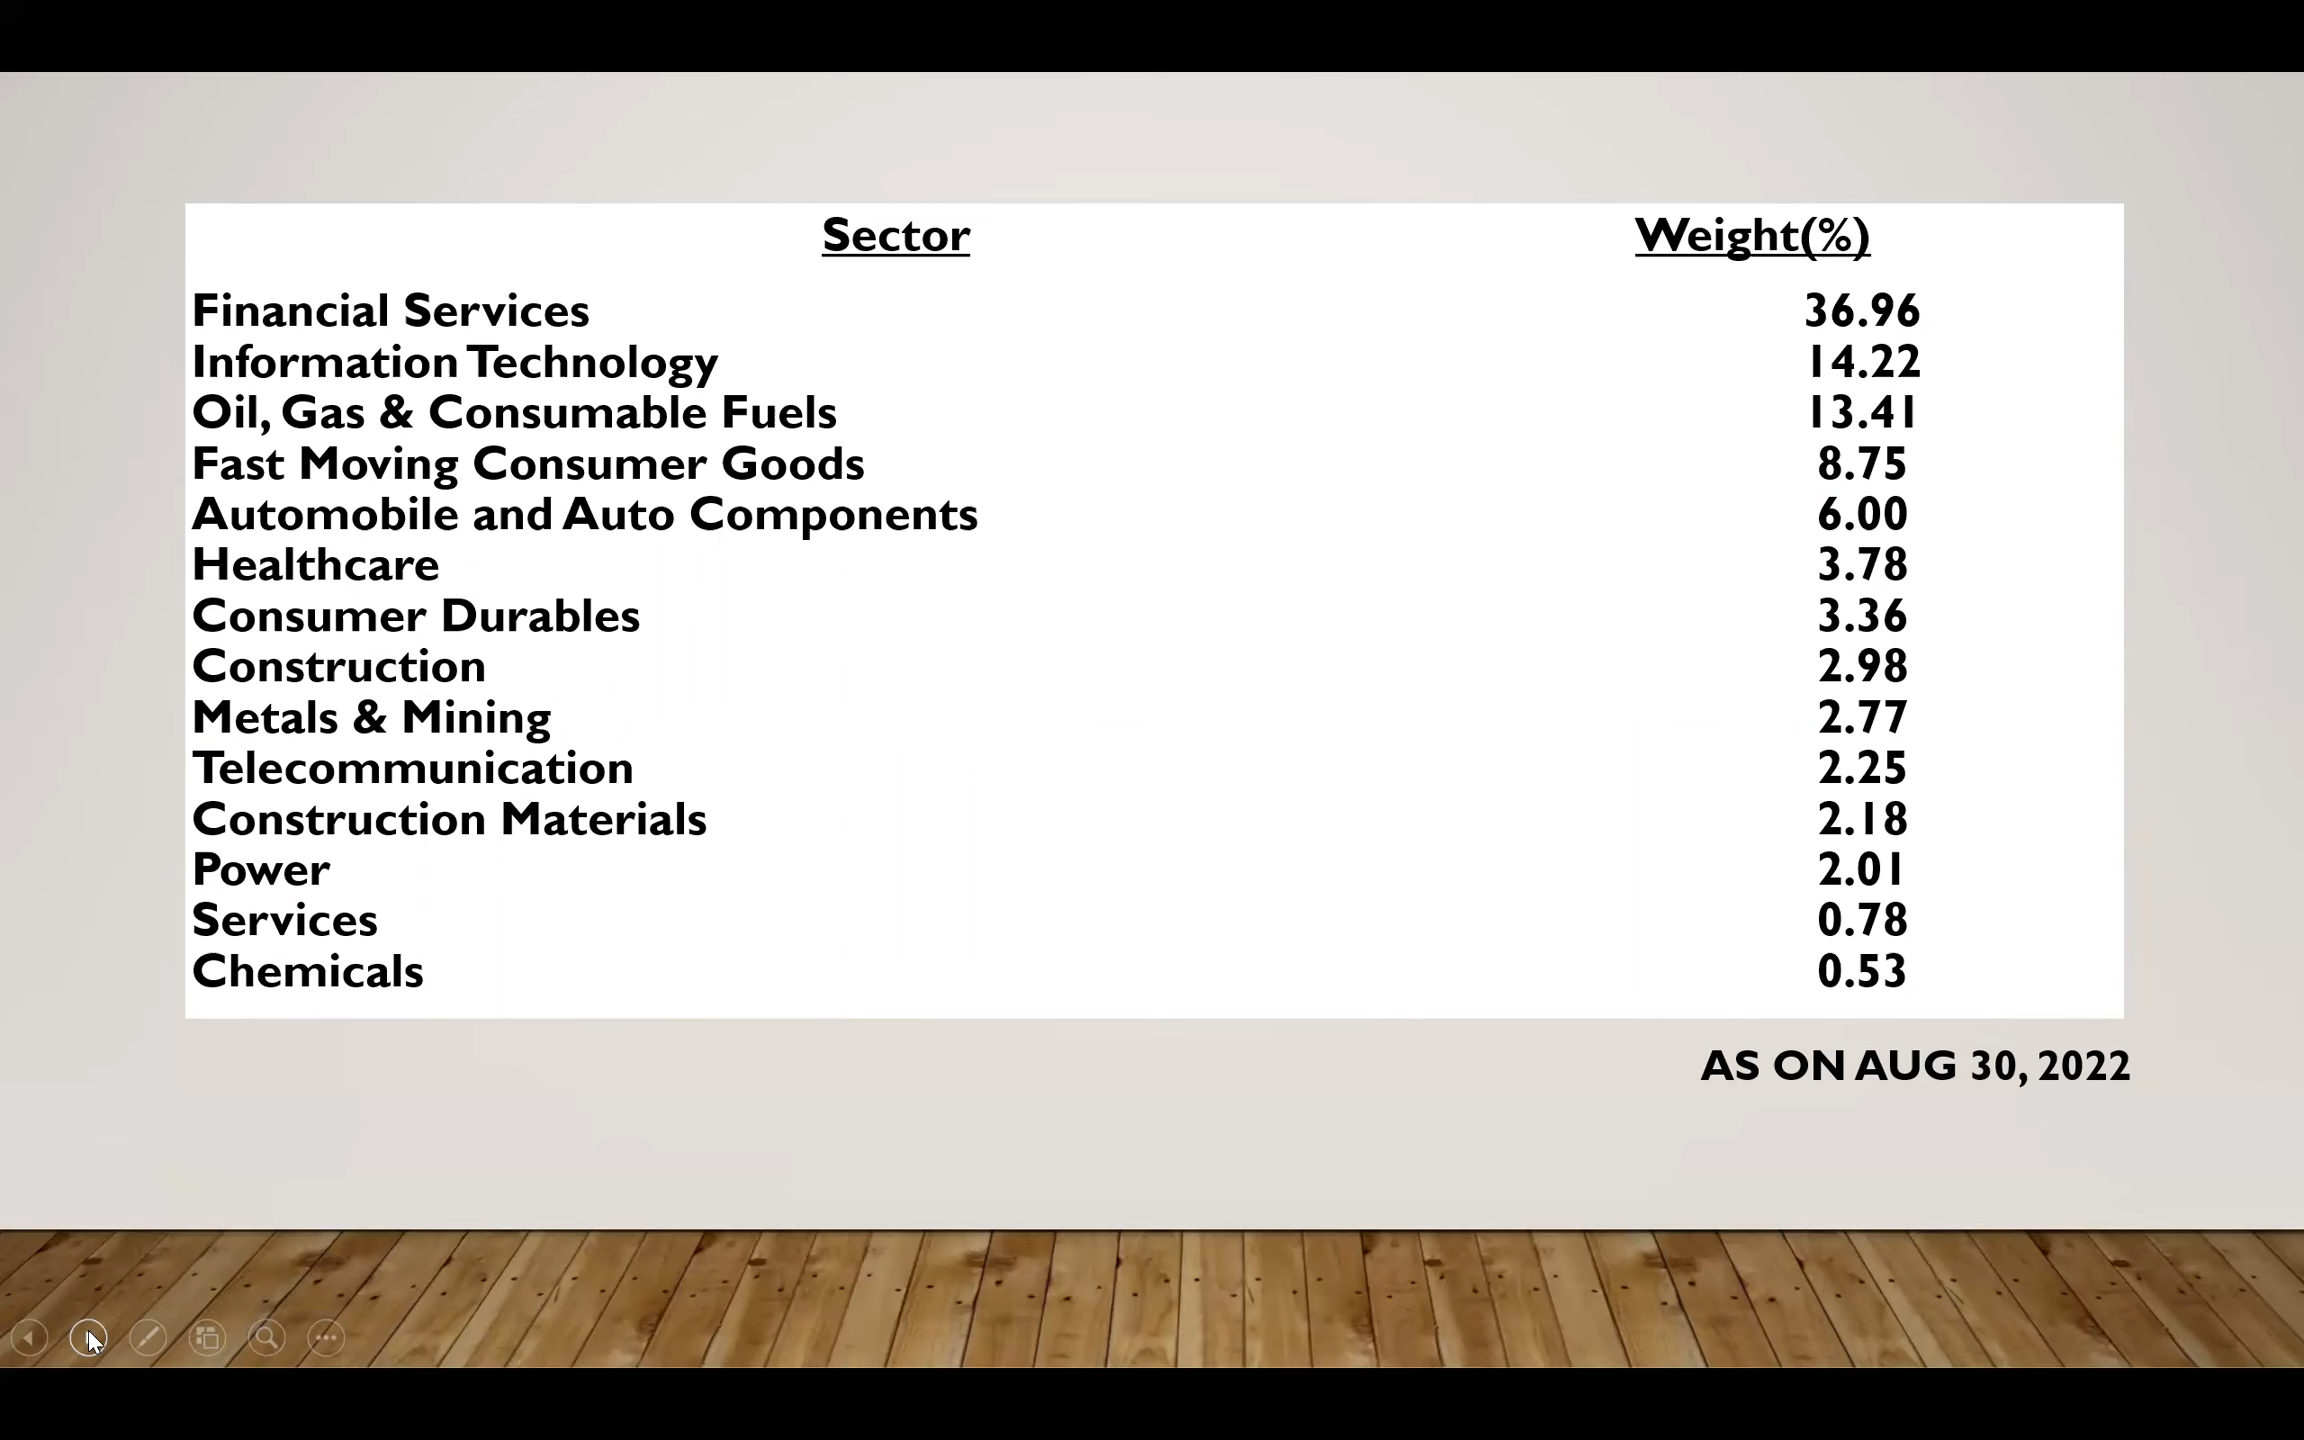 Sector Weight(%)
Financial Services 36.96
Information Technology 14.22
Oil, Gas & Consumable Fuels 13.41
Fast Moving Consumer Goods 8.75
Automobile and Auto Components 6.00
Healthcare 3.78
Consumer Durables 3.36
Construction 2.98
Metals & Mining 2.77
Telecommunication 2.25
Construction Materials 2.18
Power 2.01
Services 0.78
Chemicals 0.53
AS ON AUG 30, 2022